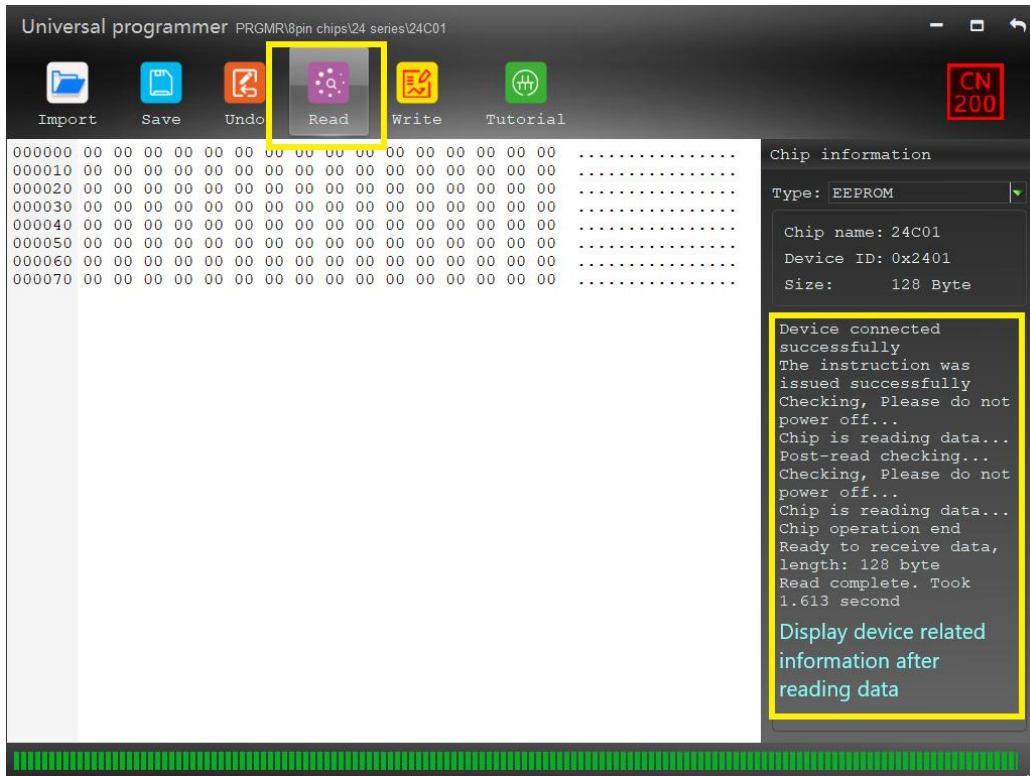 Universal programmer PRGMR\8pin chips\24 series\24C01
Import Save Undo Read Write Tutorial
CN
200
000000 00 00 00 00 00 00 00 00 00 00 00 00 00 00 00 00 ................
000010 00 00 00 00 00 00 00 00 00 00 00 00 00 00 00 00 ................
000020 00 00 00 00 00 00 00 00 00 00 00 00 00 00 00 00 ................
000030 00 00 00 00 00 00 00 00 00 00 00 00 00 00 00 00 ................
000040 00 00 00 00 00 00 00 00 00 00 00 00 00 00 00 00 ................
000050 00 00 00 00 00 00 00 00 00 00 00 00 00 00 00 00 ................
000060 00 00 00 00 00 00 00 00 00 00 00 00 00 00 00 00 ................
000070 00 00 00 00 00 00 00 00 00 00 00 00 00 00 00 00 ................
Chip information
Type: EEPROM
Chip name: 24C01
Device ID: 0x2401
Size: 128 Byte
Device connected
successfully
The instruction was
issued successfully
Checking, Please do not
power off...
Chip is reading data...
Post-read checking...
Checking, Please do not
power off...
Chip is reading data...
Chip operation end
Ready to receive data,
length: 128 byte
Read complete. Took
1.613 second
Display device related
information after
reading data